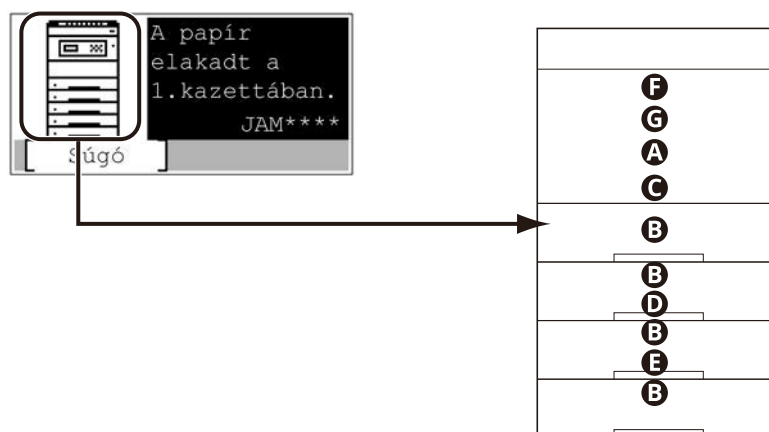 A papír
elakadt a
1.kazettában.
JAM****
Súgó
F
G
A
C
B
B
D
B
E
B